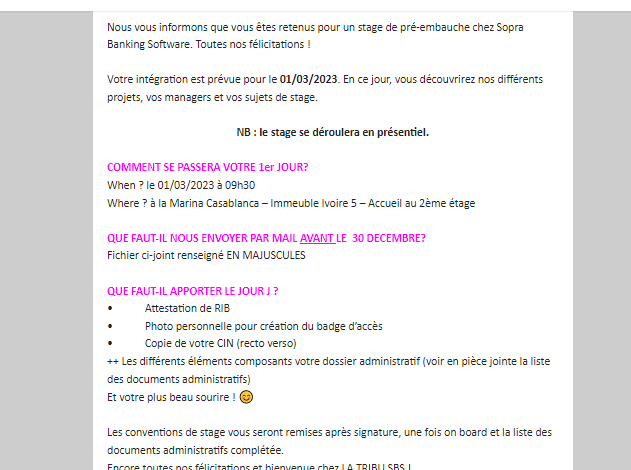 Nous vous informons que vous êtes retenus pour un stage de pré-embauche chez Sopra
Banking Software. Toutes nos félicitations !
Votre intégration est prévue pour le 01/03/2023. En ce jour, vous découvrirez nos différents
projets, vos managers et vos sujets de stage.
NB : le stage se déroulera en présentiel.
COMMENT SE PASSERA VOTRE 1er JOUR?
When ? le 01/03/2023 à 09h30
Where ? à la Marina Casablanca – Immeuble Ivoire 5 – Accueil au 2ème étage
QUE FAUT-IL NOUS ENVOYER PAR MAIL AVANT LE 30 DECEMBRE?
Fichier ci-joint renseigné EN MAJUSCULES
QUE FAUT-IL APPORTER LE JOUR J ?
• Attestation de RIB
• Photo personnelle pour création du badge d’accès
• Copie de votre CIN (recto verso)
++ Les différents éléments composants votre dossier administratif (voir en pièce jointe la liste
des documents administratifs)
Et votre plus beau sourire ! 😊
Les conventions de stage vous seront remises après signature, une fois on board et la liste des
documents administratifs complétée.
Encore toutes nos félicitations et bienvenue chez LA TRIBU SBS !